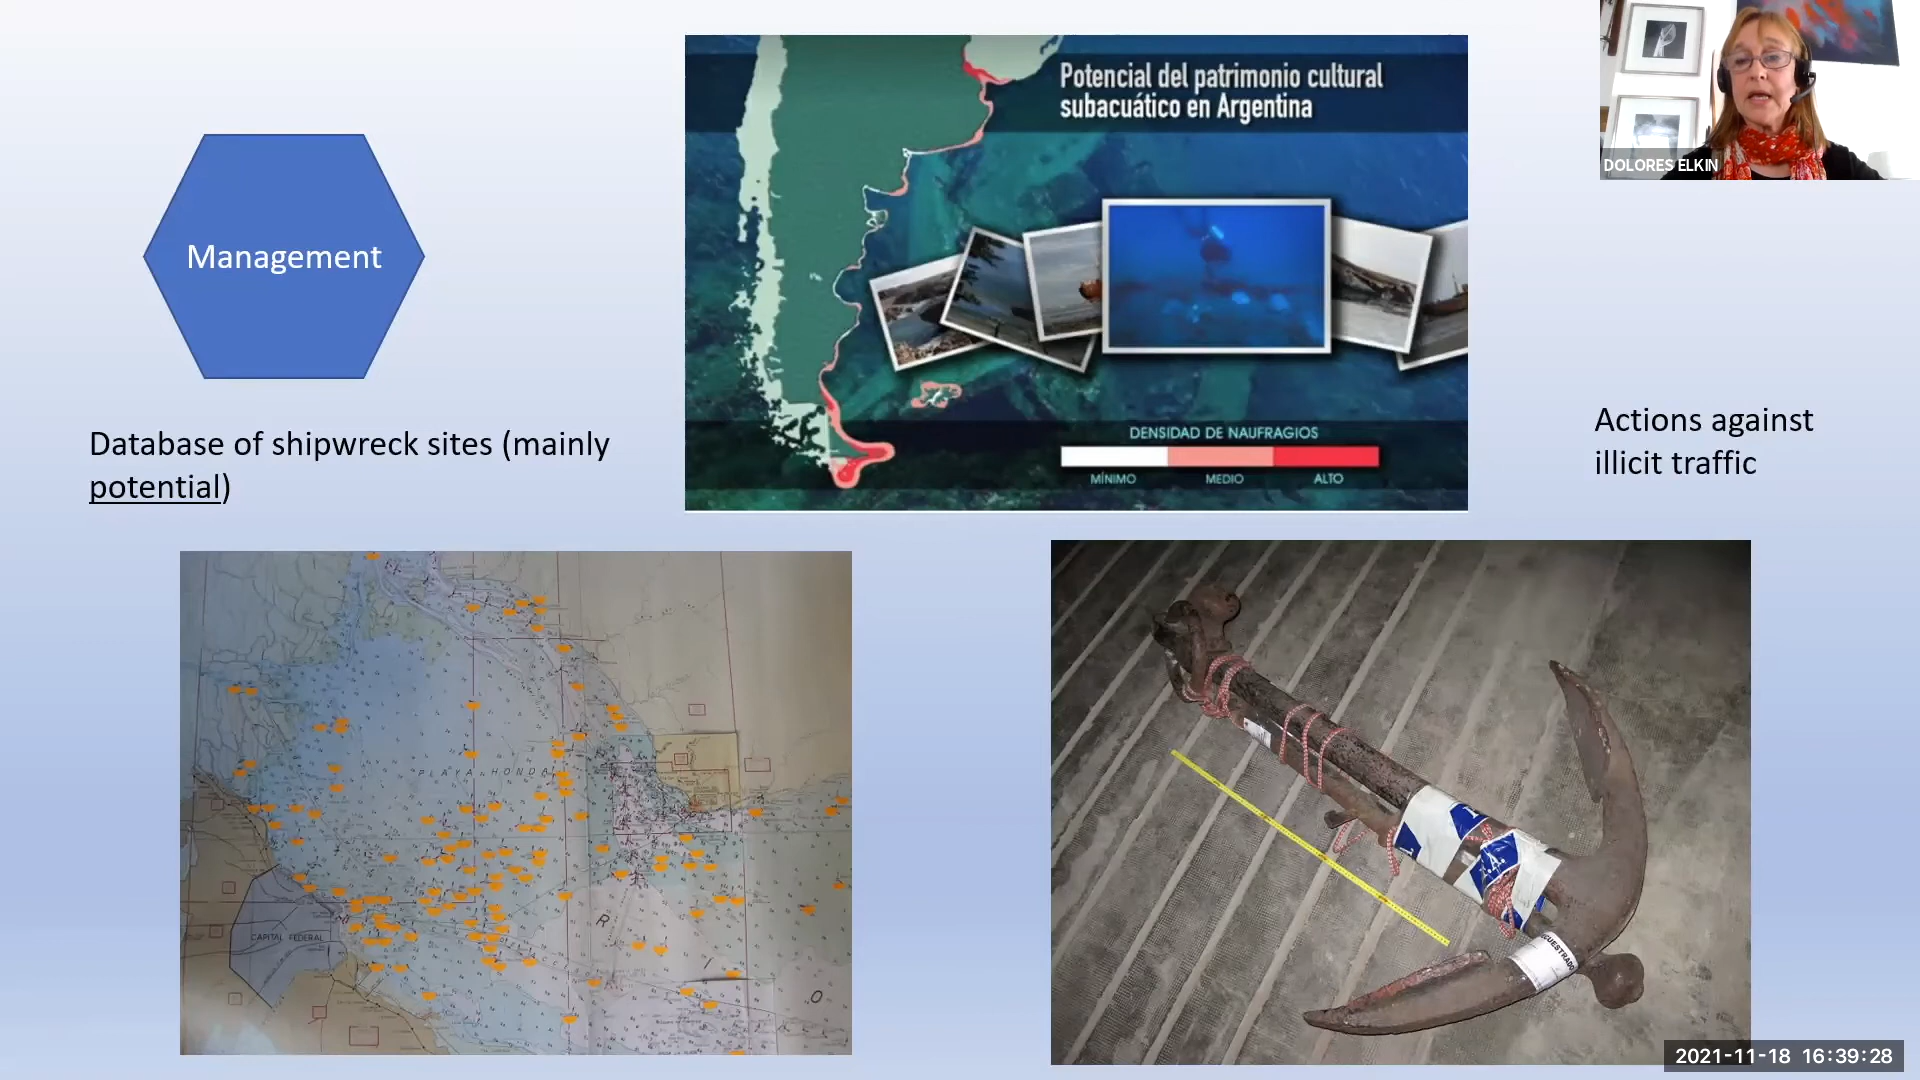 Management
Database of shipwreck sites (mainly
potential)
Potencial del patrimonio cultural
subacuático en Argentina
DENSIDAD DE NAUFRAGIOS
MÍNIMO MEDIO ALTO
DOLORES ELKIN
Actions against
illicit traffic
PLAYA HONDA
CAPITAL FEDERAL
R I O
2021-11-18 16:39:28